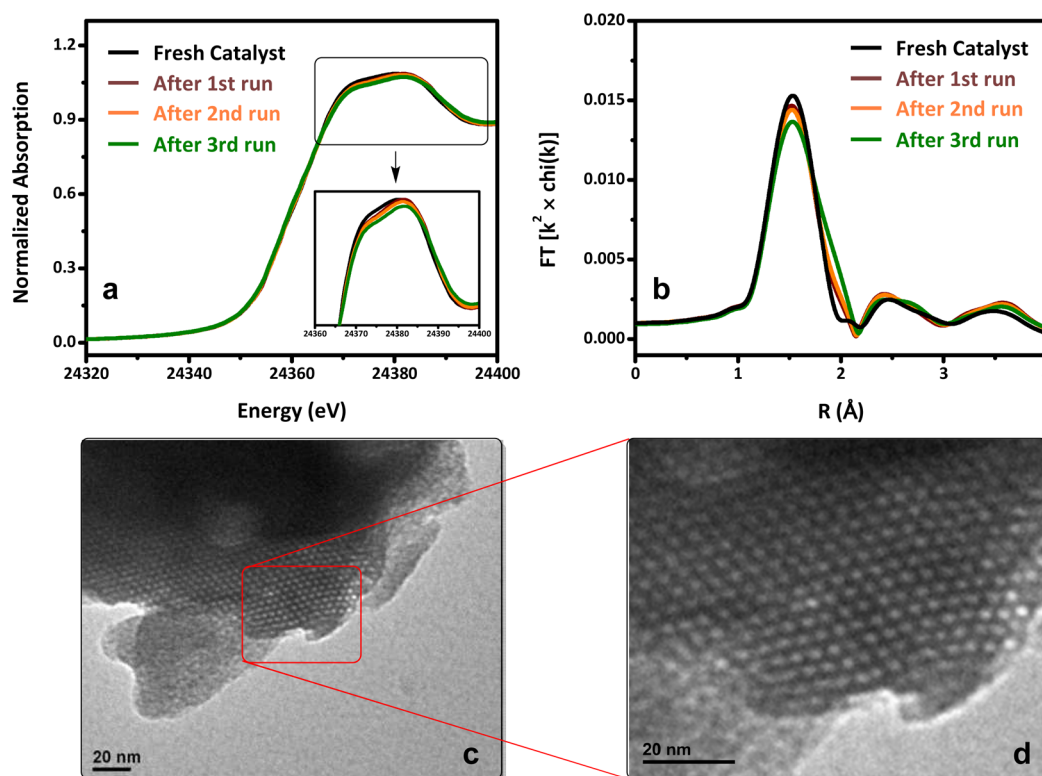 Fresh Catalyst
After 1st run
After 2nd run
After 3rd run
1.2
0.9
0.6
0.3
0.0
Normalized Absorption
24320
24340
24360
24380
24400
Energy (eV)
24360
24370
24380
24390
24400
a
Fresh Catalyst
After 1st run
After 2nd run
After 3rd run
0.020
0.015
0.010
0.005
0.000
FT [k² × chi(k)]
0
1
2
3
R (Å)
b
20 nm
c
20 nm
d